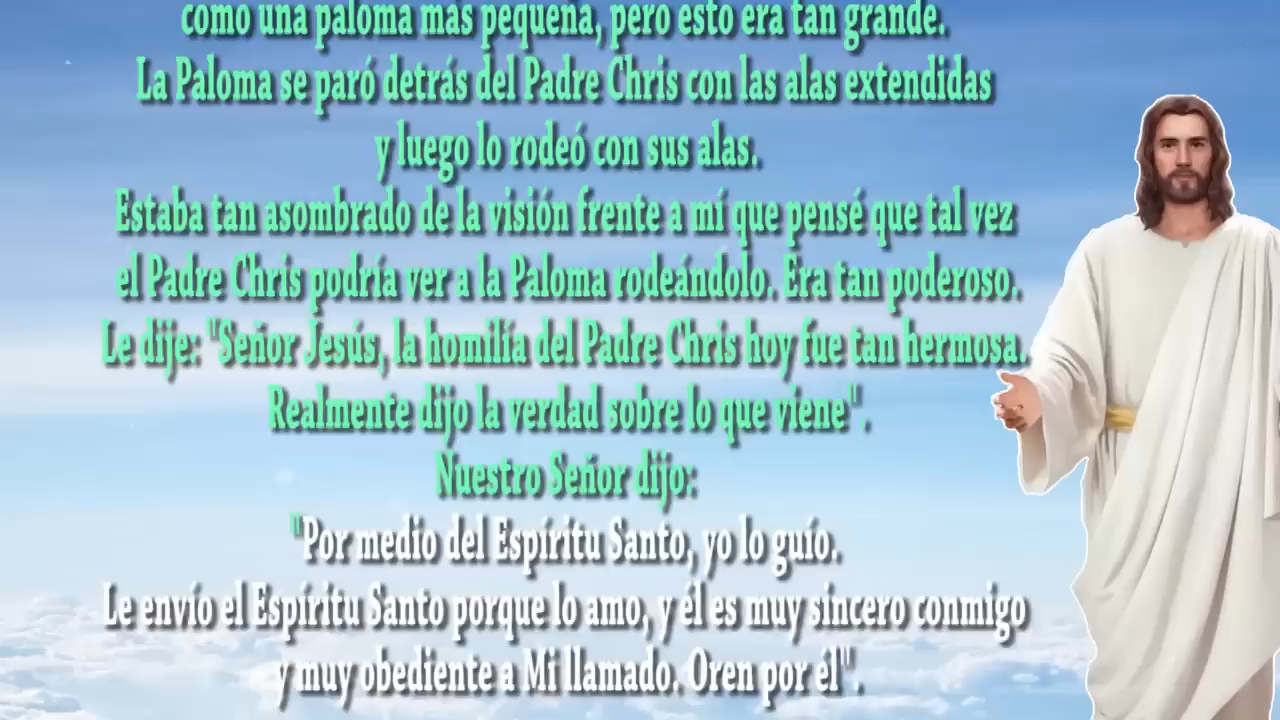 como una paloma más pequeña, pero esto era tan grande.
La Paloma se paró detrás del Padre Chris con las alas extendidas
y luego lo rodeó con sus alas.
Estaba tan asombrado de la visión frente a mí que pensé que tal vez
el Padre Chris podría ver a la Paloma rodeándolo. Era tan poderoso.
Le dije: "Señor Jesús, la homilía del Padre Chris hoy fue tan hermosa.
Realmente dijo la verdad sobre lo que viene".
Nuestro Señor dijo:
"Por medio del Espíritu Santo, yo lo guío.
Le envío el Espíritu Santo porque lo amo, y él es muy sincero conmigo
y muy obediente a Mi llamado. Oren por él".